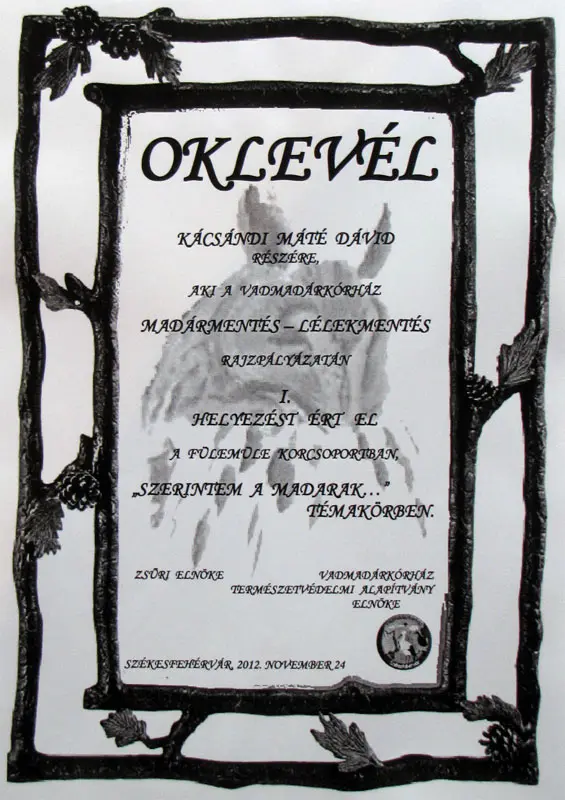 OKLEVÉL
KÁCSÁNDI MÁTÉ DÁVID
RÉSZÉRE,
AKI A VADMADÁRKÓRHÁZ
MADÁRMENTÉS – LÉLEKMENTÉS
RAJZPÁLYÁZATÁN
I.
HELYEZÉST ÉRT EL
A FÜLEMÜLE KORCSOPORTBAN,
„SZERINTEM A MADARAK…”
TÉMAKÖRBEN.
ZSŰRI ELNÖKE
VADMADÁRKÓRHÁZ
TERMÉSZETVÉDELMI ALAPÍTVÁNY
ELNÖKE
SZÉKESFEHÉRVÁR, 2012. NOVEMBER 24